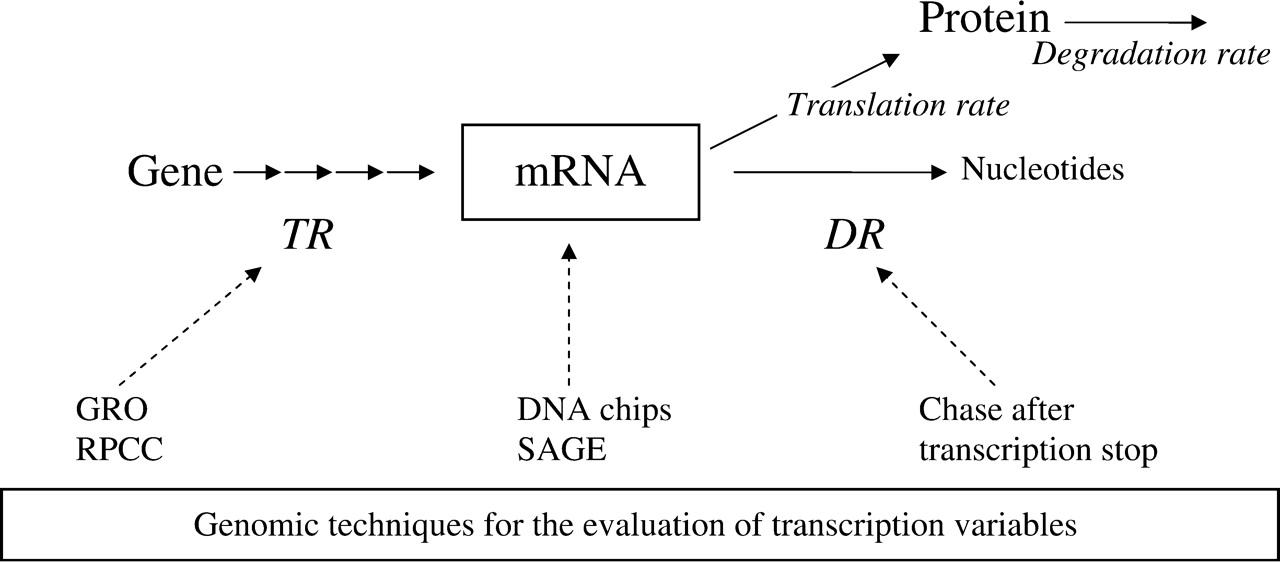 Protein
Degradation rate
Translation rate
Gene
mRNA
Nucleotides
TR
DR
GRO
RPCC
DNA chips
SAGE
Chase after
transcription stop
Genomic techniques for the evaluation of transcription variables